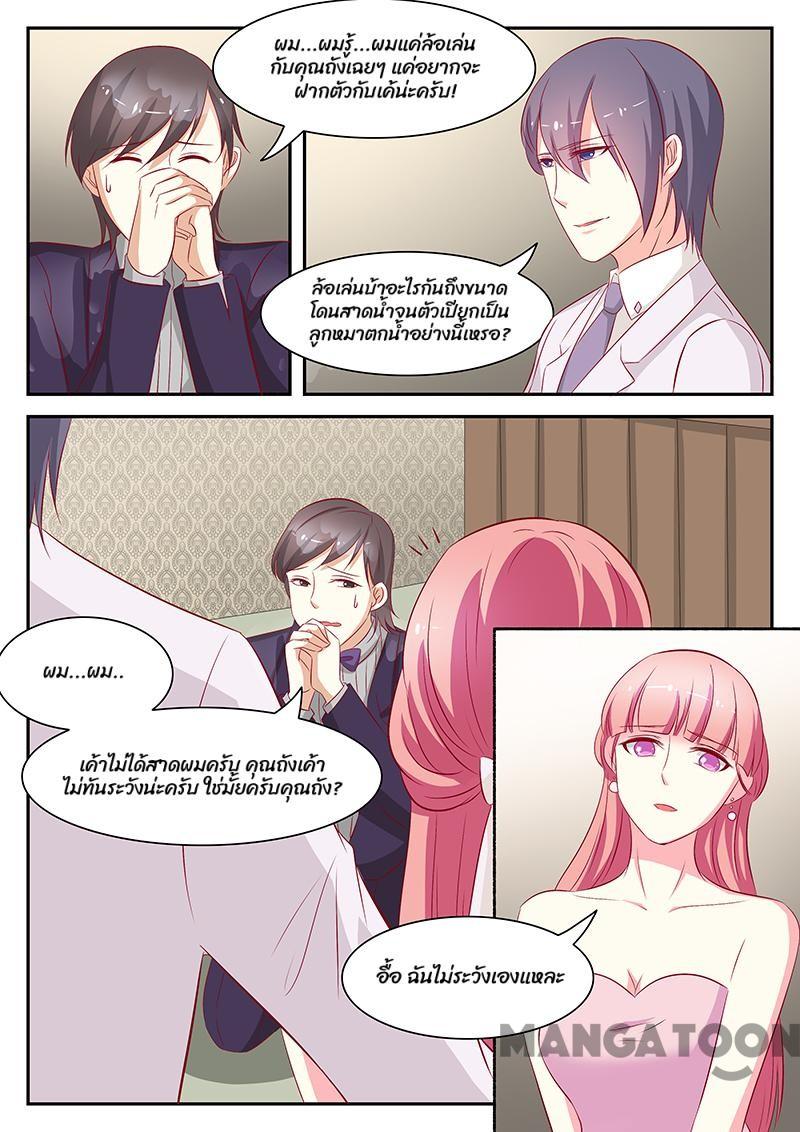 ผม...ผมรู้...ผมแค่ล้อเล่น
กับคุณถังเฉยๆ แค่อยากจะ
ฝากตัวกับเค้น่ะครับ!
ล้อเล่นบ้าอะไรกันถึงขนาด
โดนสาดน้ำจนตัวเปียกเป็น
ลูกหมาตกน้ำอย่างนี้เหรอ?
ผม...ผม..
เค้าไม่ได้สาดผมครับ คุณถังเค้า
ไม่ทันระวังน่ะครับ ใช่มั้ยครับคุณถัง?
อื้อ ฉันไม่ระวังเองแหละ
MANGATOON